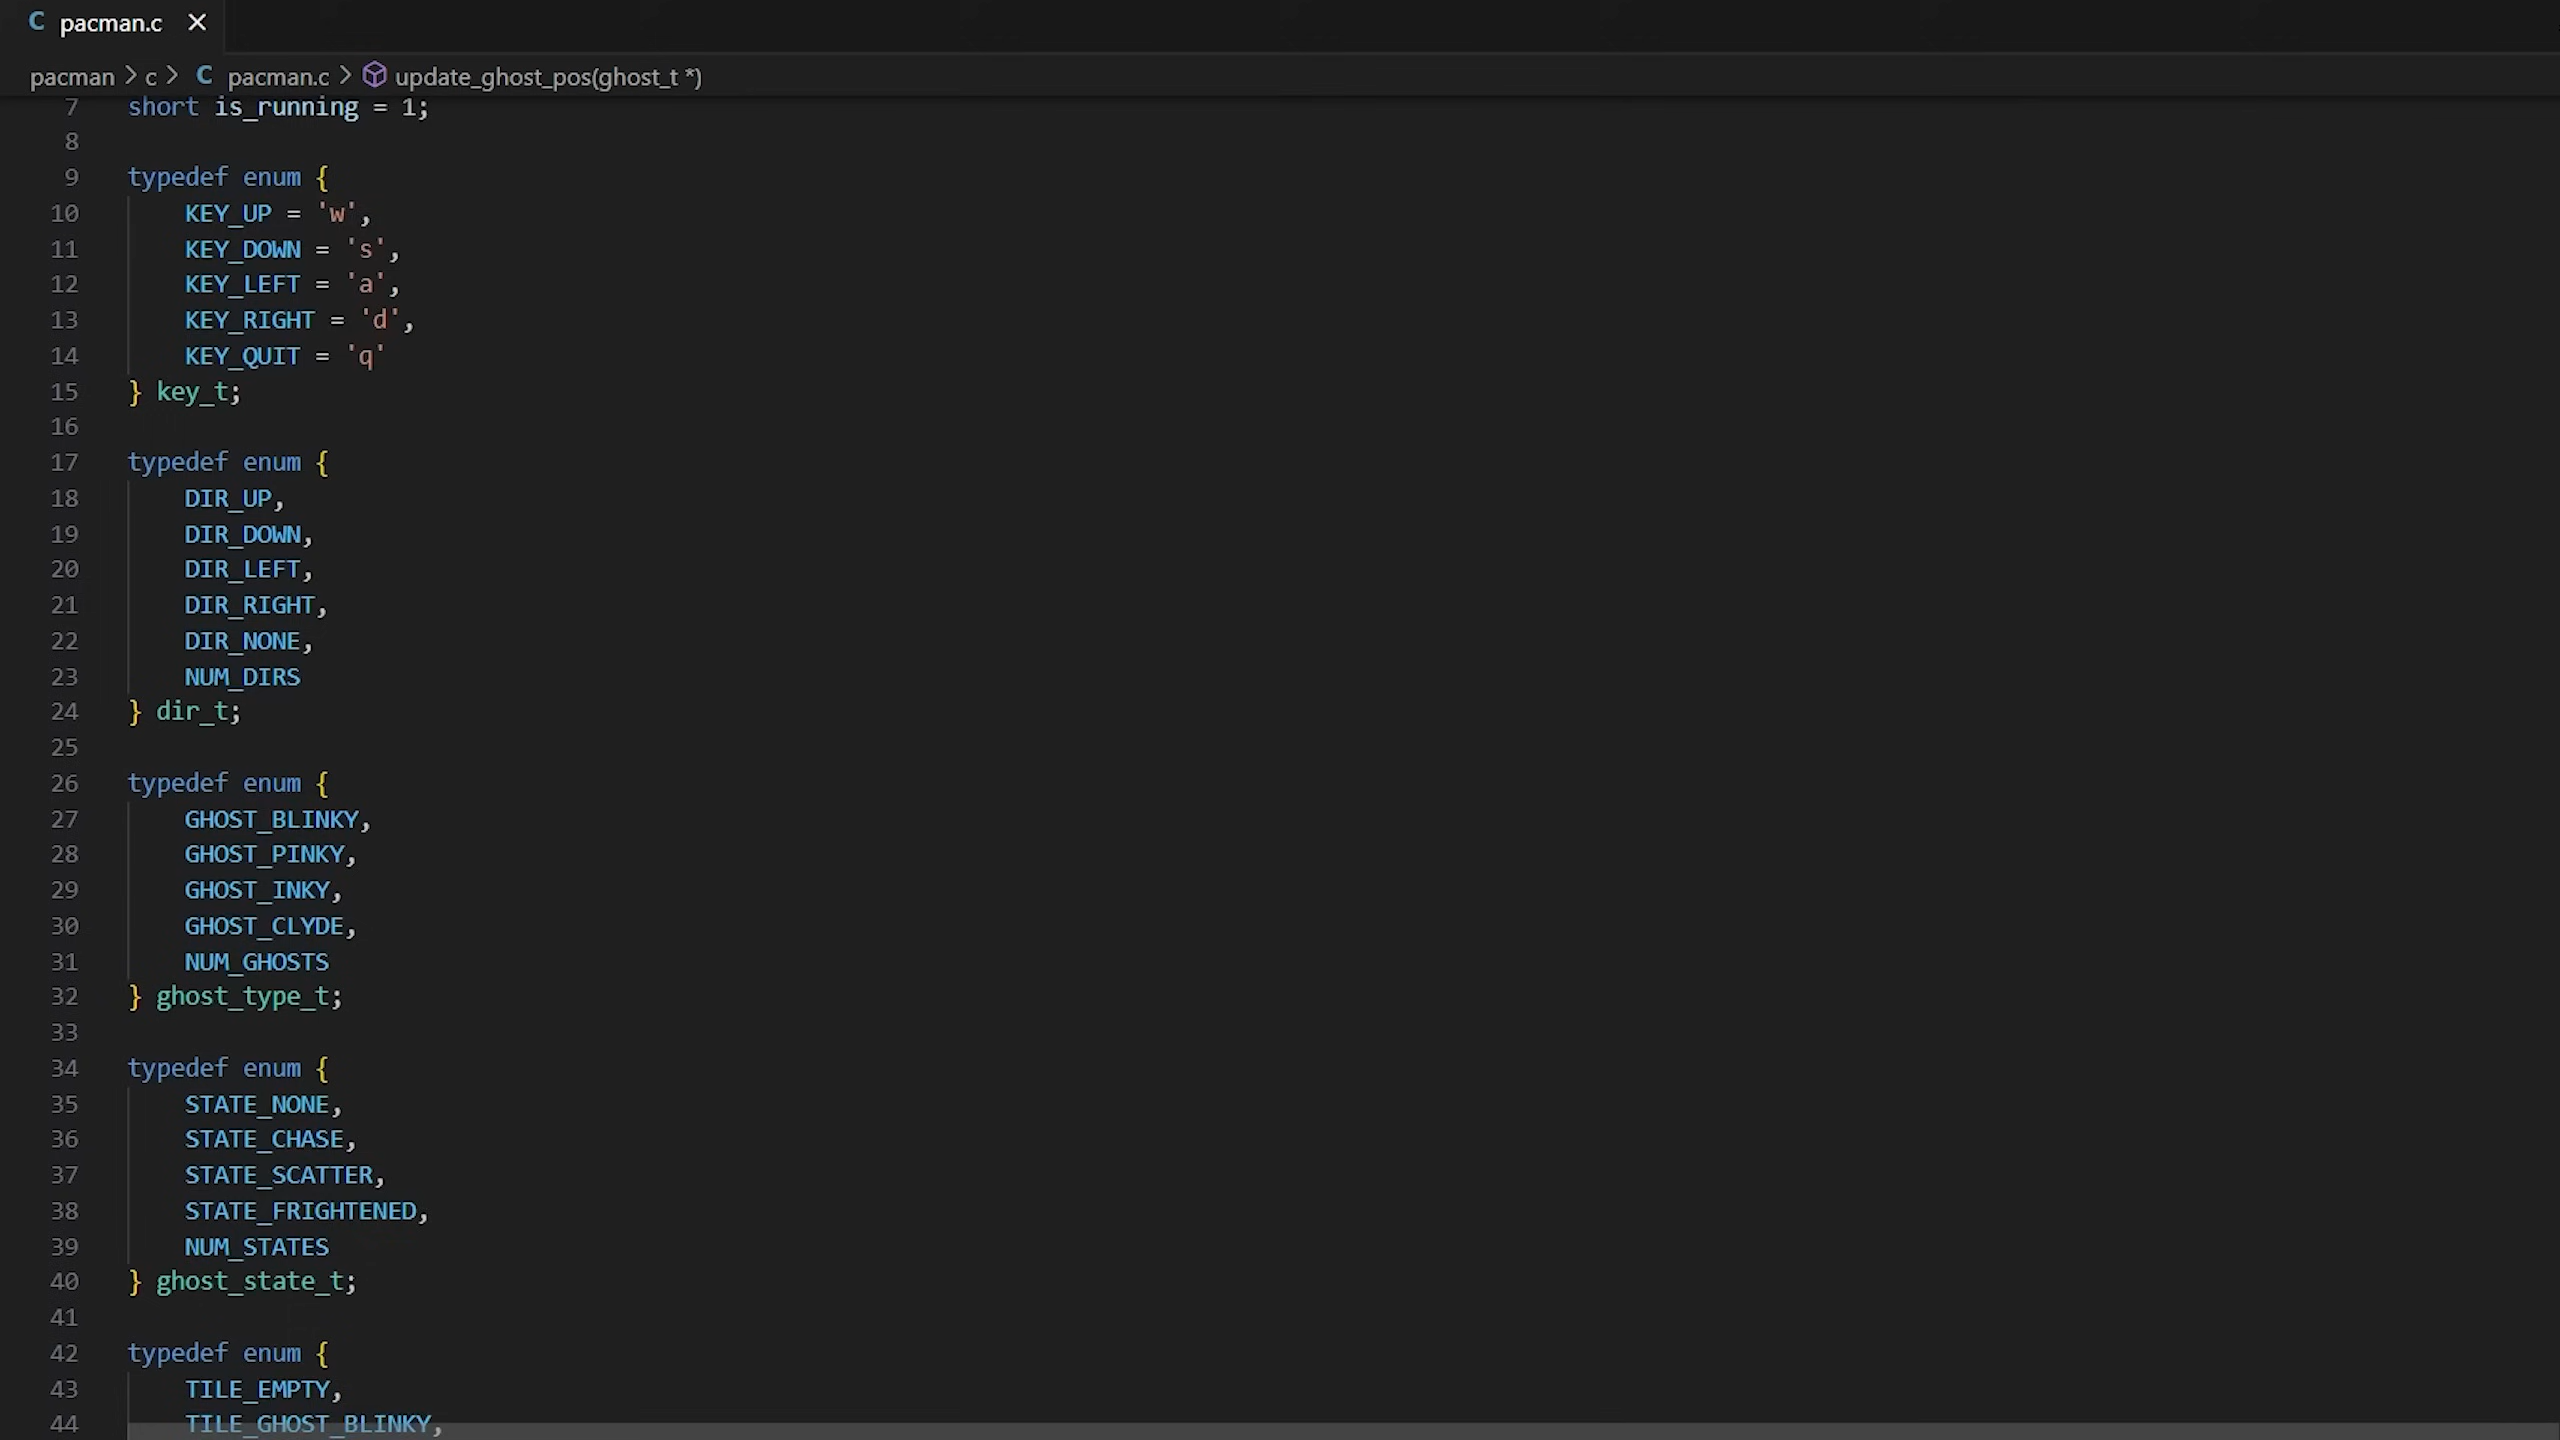 C pacman.c ×
pacman > c > C pacman.c > update_ghost_pos(ghost_t *)
7 short is_running = 1;
8
9 typedef enum {
10 KEY_UP = 'w',
11 KEY_DOWN = 's',
12 KEY_LEFT = 'a',
13 KEY_RIGHT = 'd',
14 KEY_QUIT = 'q'
15 } key_t;
16
17 typedef enum {
18 DIR_UP,
19 DIR_DOWN,
20 DIR_LEFT,
21 DIR_RIGHT,
22 DIR_NONE,
23 NUM_DIRS
24 } dir_t;
25
26 typedef enum {
27 GHOST_BLINKY,
28 GHOST_PINKY,
29 GHOST_INKY,
30 GHOST_CLYDE,
31 NUM_GHOSTS
32 } ghost_type_t;
33
34 typedef enum {
35 STATE_NONE,
36 STATE_CHASE,
37 STATE_SCATTER,
38 STATE_FRIGHTENED,
39 NUM_STATES
40 } ghost_state_t;
41
42 typedef enum {
43 TILE_EMPTY,
44 TILE_GHOST_BLINKY,